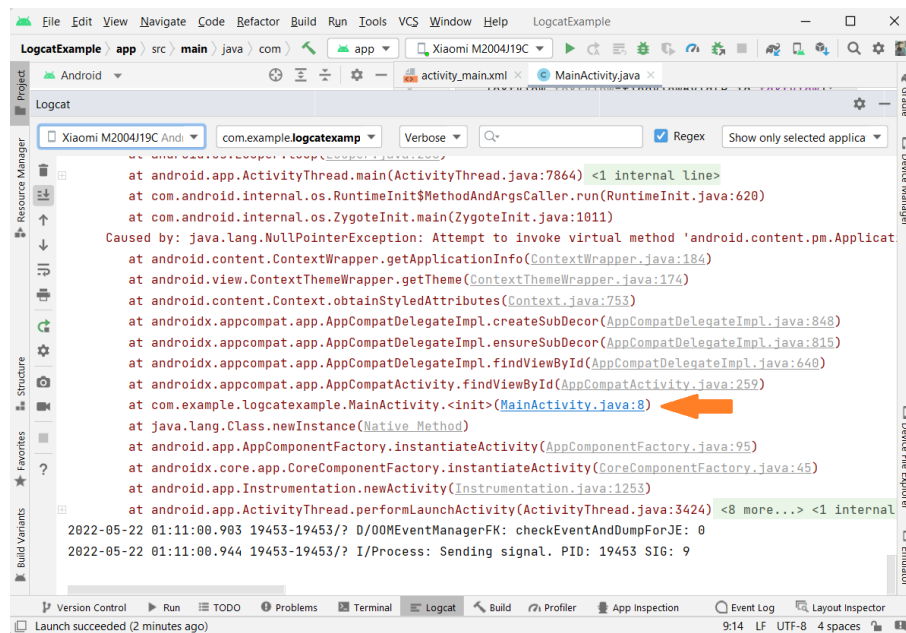 File Edit View Navigate Code Refactor Build Run Tools VCS Window Help LogcatExample
LogcatExample app src main java com app Xiaomi M2004J19C
Android activity_main.xml MainActivity.java
Logcat
Xiaomi M2004J19C Andr com.example.logcatexamp Verbose Regex Show only selected applica
at android.app.ActivityThread.main(ActivityThread.java:7864) <1 internal line>
at com.android.internal.os.RuntimeInit$MethodAndArgsCaller.run(RuntimeInit.java:620)
at com.android.internal.os.ZygoteInit.main(ZygoteInit.java:1011)
Caused by: java.lang.NullPointerException: Attempt to invoke virtual method 'android.content.pm.Applicat
at android.content.ContextWrapper.getApplicationInfo(ContextWrapper.java:184)
at android.view.ContextThemeWrapper.getTheme(ContextThemeWrapper.java:174)
at android.content.Context.obtainStyledAttributes(Context.java:753)
at androidx.appcompat.app.AppCompatDelegateImpl.createSubDecor(AppCompatDelegateImpl.java:848)
at androidx.appcompat.app.AppCompatDelegateImpl.ensureSubDecor(AppCompatDelegateImpl.java:815)
at androidx.appcompat.app.AppCompatDelegateImpl.findViewById(AppCompatDelegateImpl.java:640)
at androidx.appcompat.app.AppCompatActivity.findViewById(AppCompatActivity.java:259)
at com.example.logcatexample.MainActivity.<init>(MainActivity.java:8)
at java.lang.Class.newInstance(Native Method)
at android.app.AppComponentFactory.instantiateActivity(AppComponentFactory.java:95)
at androidx.core.app.CoreComponentFactory.instantiateActivity(CoreComponentFactory.java:45)
at android.app.Instrumentation.newActivity(Instrumentation.java:1253)
at android.app.ActivityThread.performLaunchActivity(ActivityThread.java:3424) <8 more...> <1 internal
2022-05-22 01:11:00.903 19453-19453/? D/OOMEventManagerFK: checkEventAndDumpForJE: 0
2022-05-22 01:11:00.944 19453-19453/? I/Process: Sending signal. PID: 19453 SIG: 9
Project
Resource Manager
Structure
Favorites
Build Variants
Device Manager
Device File Explorer
Emulator
Version Control Run TODO Problems Terminal Logcat Build Profiler App Inspection Event Log Layout Inspector
Launch succeeded (2 minutes ago) 9:14 LF UTF-8 4 spaces